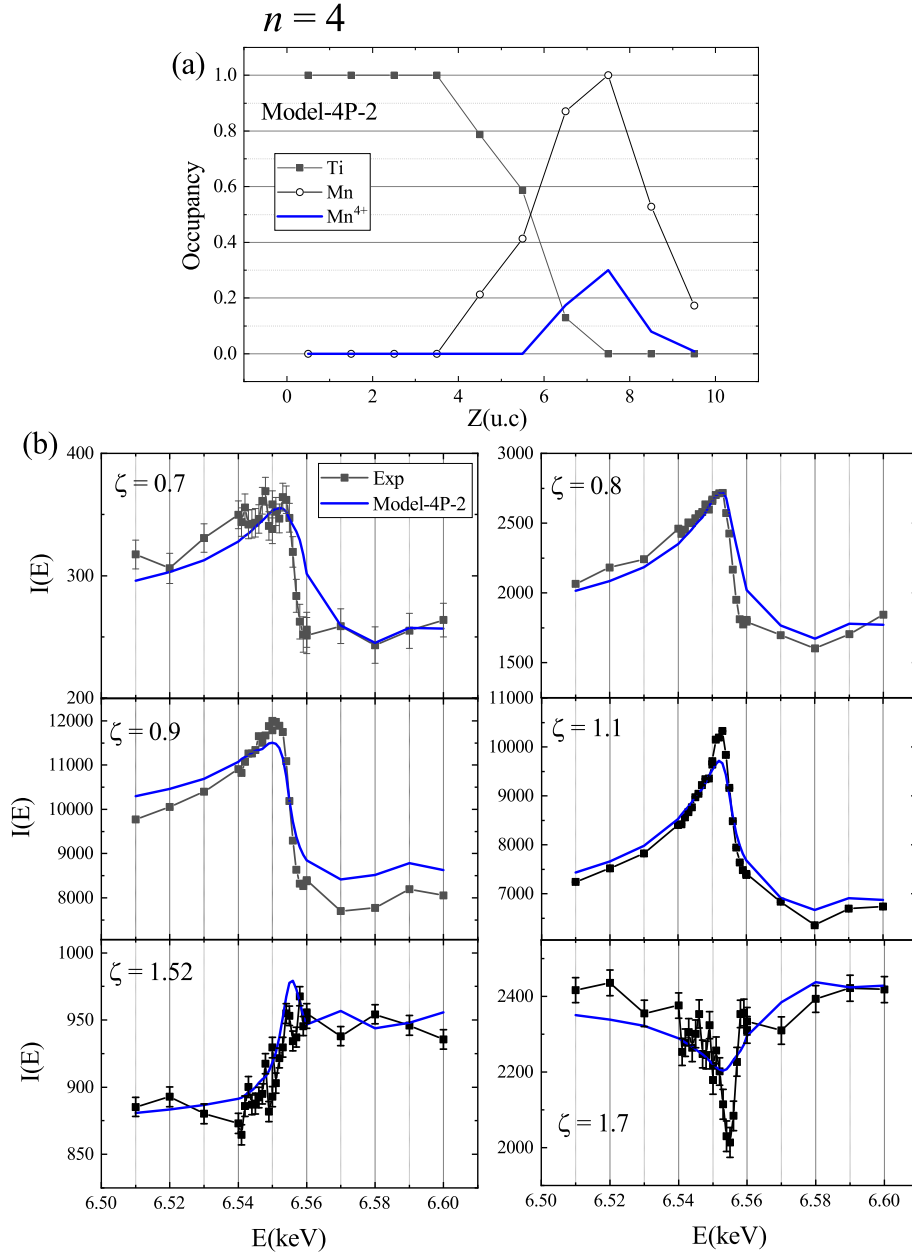 n = 4
(a)
Model-4P-2
Ti
Mn
Mn4+
Occupancy
1.0
0.8
0.6
0.4
0.2
0.0
0 2 4 6 8 10
Z(u.c)
(b)
ζ = 0.7
Exp
Model-4P-2
I(E)
400
300
200
ζ = 0.8
I(E)
3000
2500
2000
1500
11000
ζ = 0.9
I(E)
12000
11000
10000
9000
8000
ζ = 1.1
I(E)
10000
9000
8000
7000
ζ = 1.52
I(E)
1000
950
900
850
6.50 6.52 6.54 6.56 6.58 6.60
E(keV)
ζ = 1.7
2400
2200
2000
6.50 6.52 6.54 6.56 6.58 6.60
E(keV)